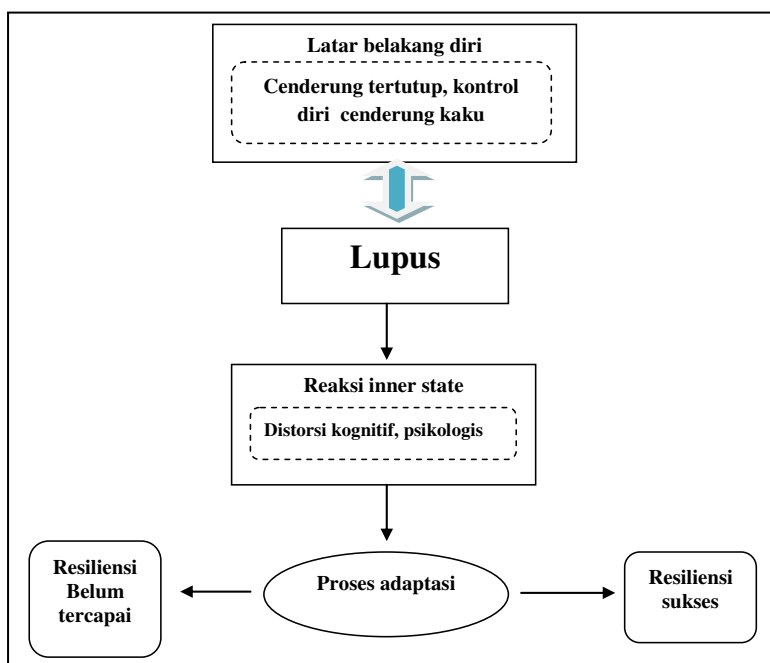 Latar belakang diri
Cenderung tertutup, kontrol
diri cenderung kaku
Lupus
Reaksi inner state
Distorsi kognitif, psikologis
Resiliensi
Belum
tercapai
Proses adaptasi
Resiliensi
sukses